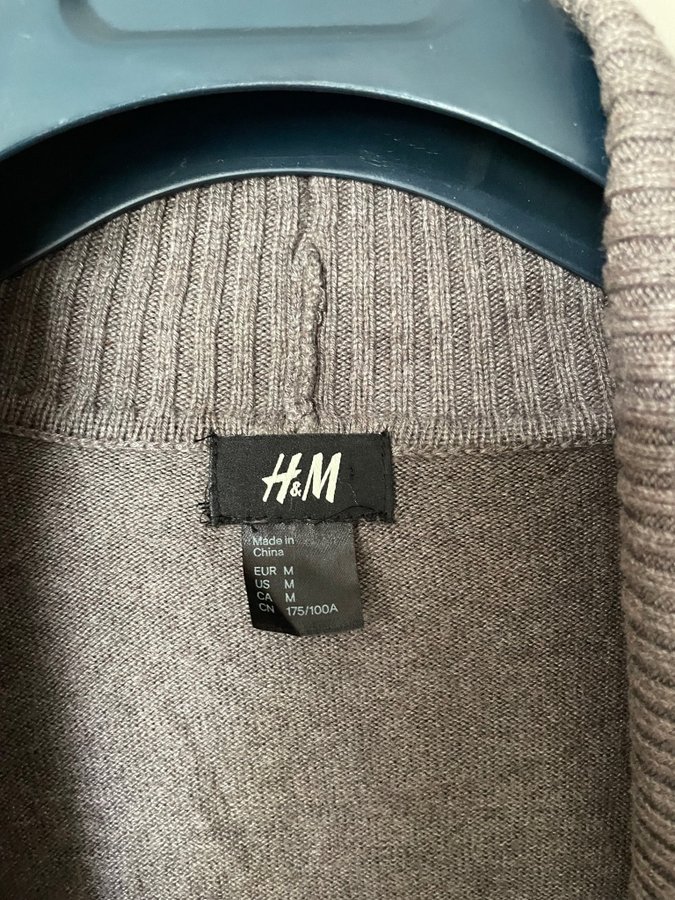 H&M
Made in
China
EUR M
US M
CA M
CN 175/100A